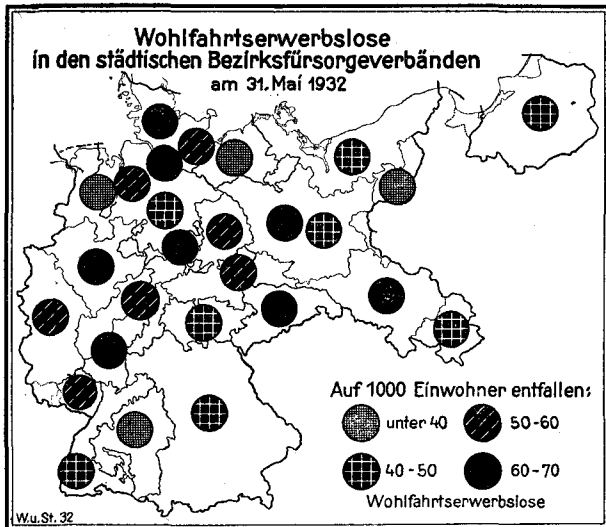 Wohlfahrtserwerbslose
in den städtischen Bezirksfürsorgeverbänden
am 31. Mai 1932
Auf 1000 Einwohner entfallen:
unter 40
50-60
40-50
60-70
Wohlfahrtserwerbslose
W.u.St. 32